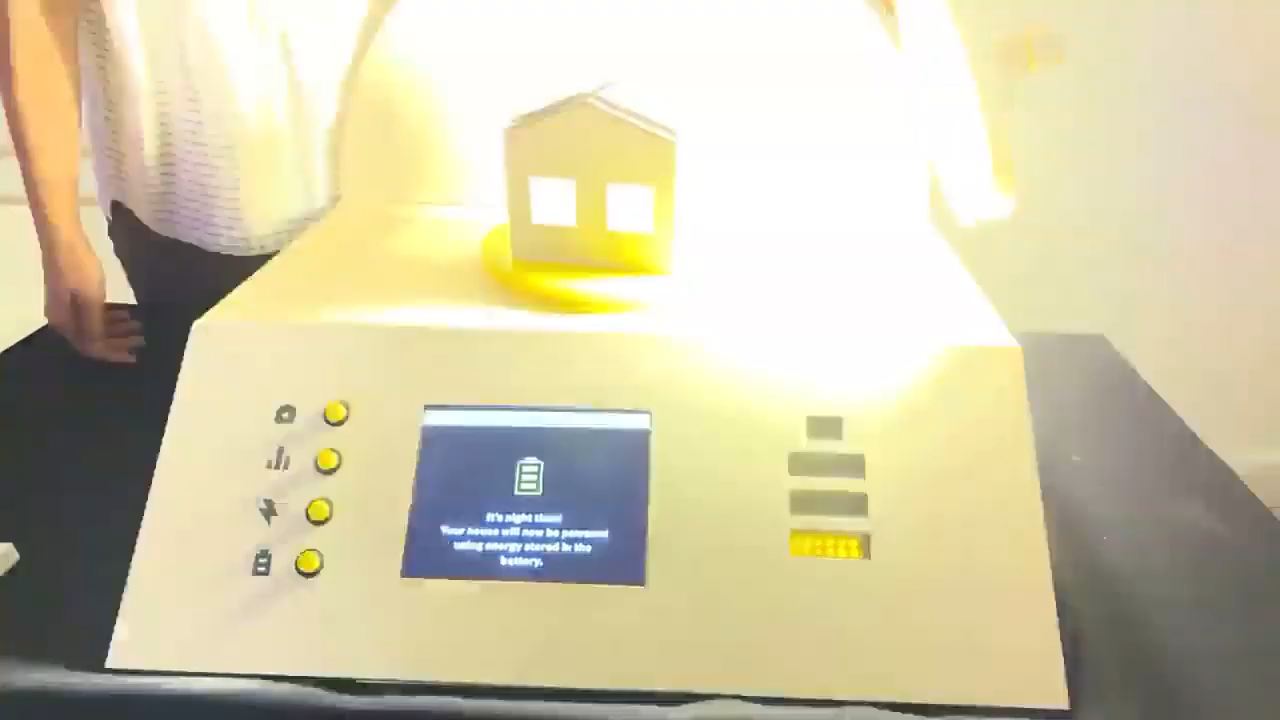 It's night time!
Your house will now be powered
using energy stored in the
battery.